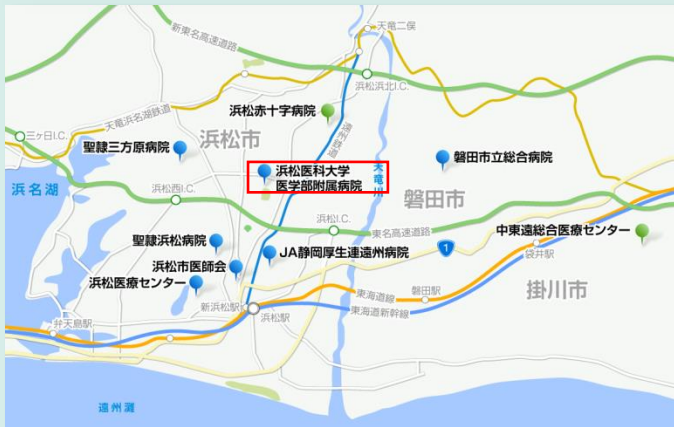 天竜二俣
新東名高速道路
浜松浜北I.C.
天竜浜名湖鉄道
浜松赤十字病院
遠州鉄道
三ヶ日I.C.
浜松市
聖隷三方原病院
磐田市立総合病院
浜松医科大学
医学部附属病院
天竜川
浜名湖
浜松西I.C.
磐田市
浜松I.C.
東名高速道路
中東遠総合医療センター
聖隷浜松病院
JA静岡厚生連遠州病院
1
袋井駅
浜松市医師会
浜松医療センター
掛川市
新浜松駅
東海道線
磐田駅
浜松駅
東海道新幹線
弁天島駅
遠州灘